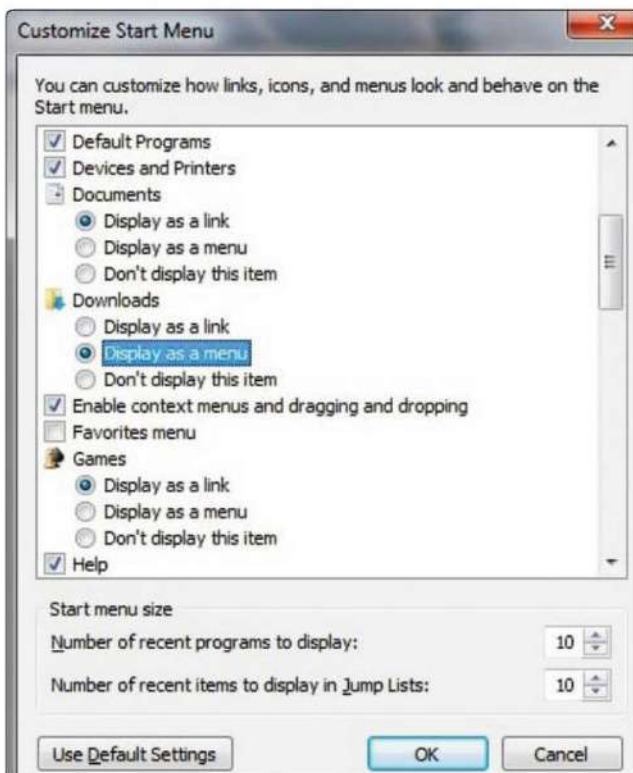 Customize Start Menu
You can customize how links, icons, and menus look and behave on the
Start menu.
Default Programs
Devices and Printers
Documents
Display as a link
Display as a menu
Don't display this item
Downloads
Display as a link
Display as a menu
Don't display this item
Enable context menus and dragging and dropping
Favorites menu
Games
Display as a link
Display as a menu
Don't display this item
Help
Start menu size
Number of recent programs to display: 10
Number of recent items to display in Jump Lists: 10
Use Default Settings OK Cancel